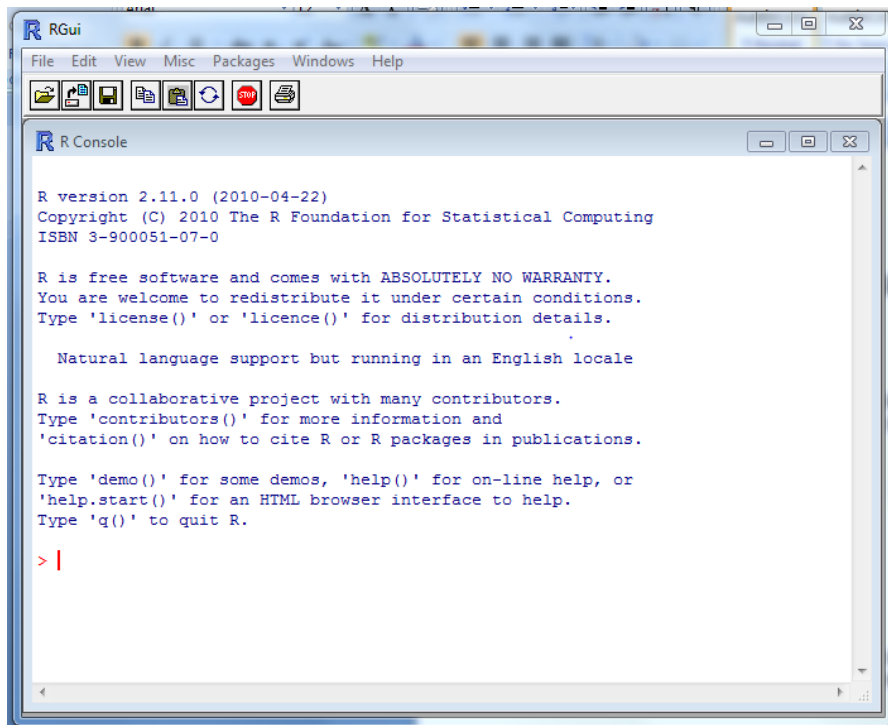 RGui
File Edit View Misc Packages Windows Help
STOP
R Console
R version 2.11.0 (2010-04-22)
Copyright (C) 2010 The R Foundation for Statistical Computing
ISBN 3-900051-07-0
R is free software and comes with ABSOLUTELY NO WARRANTY.
You are welcome to redistribute it under certain conditions.
Type 'license()' or 'licence()' for distribution details.
Natural language support but running in an English locale
R is a collaborative project with many contributors.
Type 'contributors()' for more information and
'citation()' on how to cite R or R packages in publications.
Type 'demo()' for some demos, 'help()' for on-line help, or
'help.start()' for an HTML browser interface to help.
Type 'q()' to quit R.
>